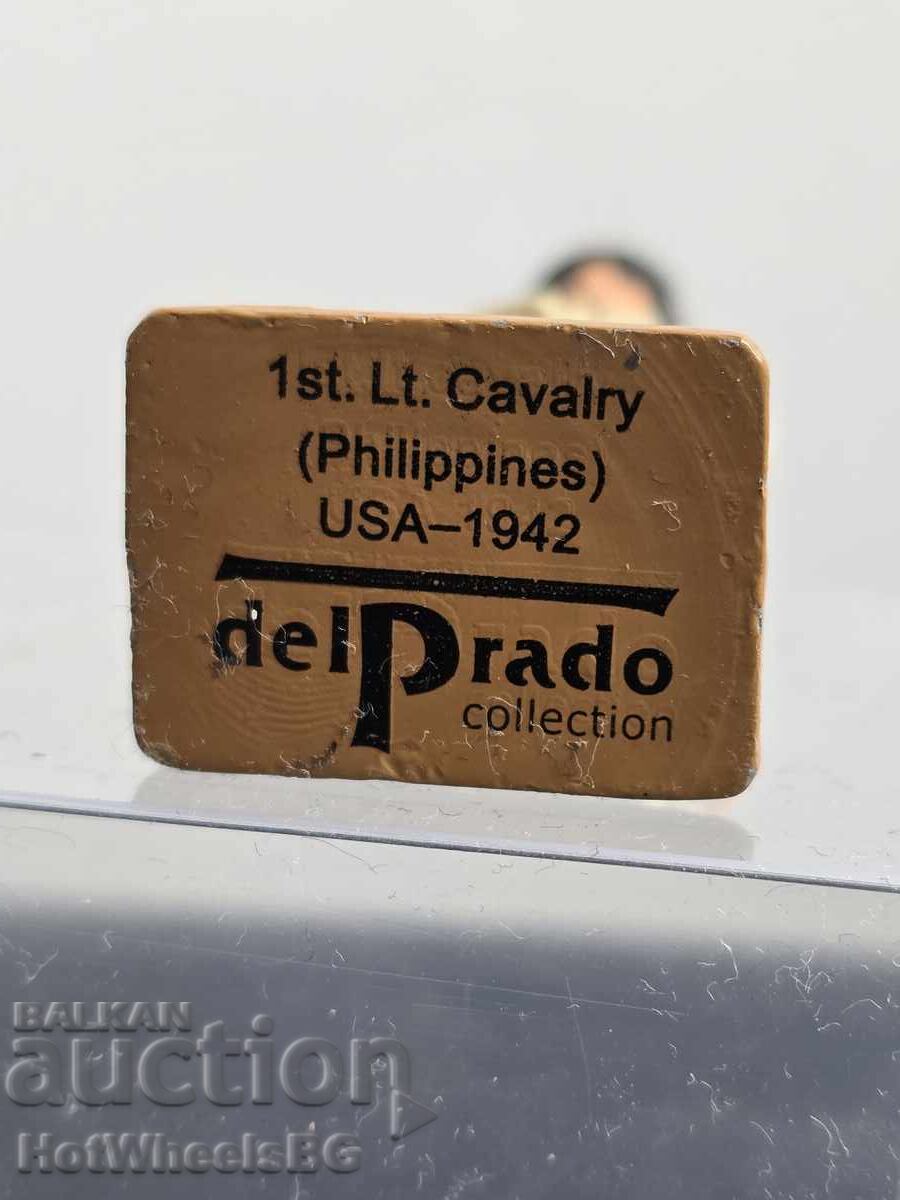 1st. Lt. Cavalry
(Philippines)
USA–1942
delPrado
collection
BALKAN
auction
HotWheelsBG